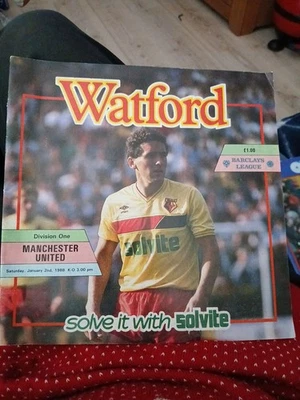 Watford
£1.00
BARCLAYS
LEAGUE
Division One
MANCHESTER
UNITED
Saturday, January 2nd, 1988 K·O 3.00 pm
umbro
solvite
solve it with solvite